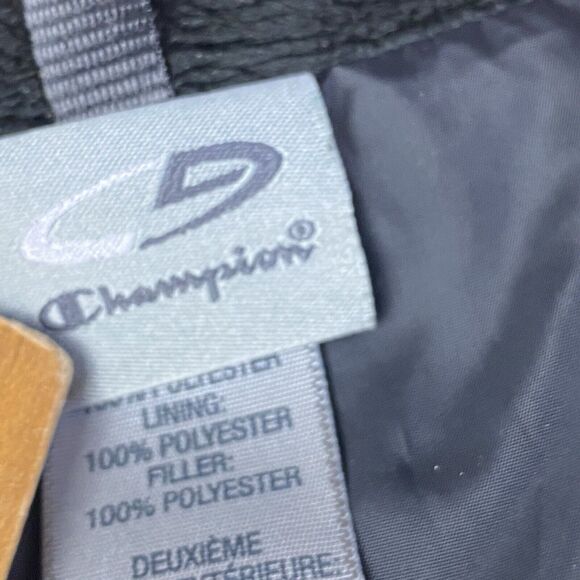 Champion®
100% POLYESTER
LINING:
100% POLYESTER
FILLER:
100% POLYESTER
DEUXIÈME